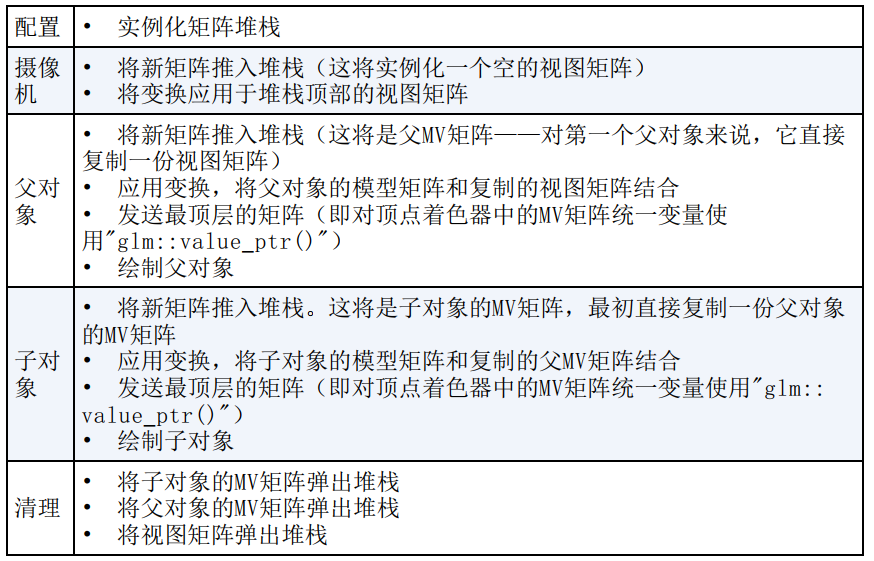 配置
• 实例化矩阵堆栈
摄像
机
• 将新矩阵推入堆栈（这将实例化一个空的视图矩阵）
• 将变换应用于堆栈顶部的视图矩阵
父对
象
• 将新矩阵推入堆栈（这将是父MV矩阵——对第一个父对象来说，它直接
复制一份视图矩阵）
• 应用变换，将父对象的模型矩阵和复制的视图矩阵结合
• 发送最顶层的矩阵（即对顶点着色器中的MV矩阵统一变量使
用"glm::value_ptr()"）
• 绘制父对象
子对
象
• 将新矩阵推入堆栈。这将是子对象的MV矩阵，最初直接复制一份父对象
的MV矩阵
• 应用变换，将子对象的模型矩阵和复制的父MV矩阵结合
• 发送最顶层的矩阵（即对顶点着色器中的MV矩阵统一变量使用"glm::
value_ptr()"）
• 绘制子对象
清理
• 将子对象的MV矩阵弹出堆栈
• 将父对象的MV矩阵弹出堆栈
• 将视图矩阵弹出堆栈